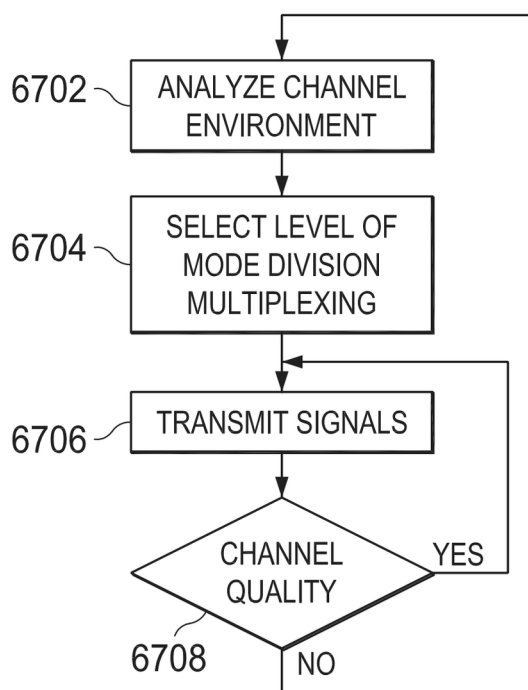 6702
ANALYZE CHANNEL
ENVIRONMENT
6704
SELECT LEVEL OF
MODE DIVISION
MULTIPLEXING
6706
TRANSMIT SIGNALS
CHANNEL
QUALITY
YES
6708
NO